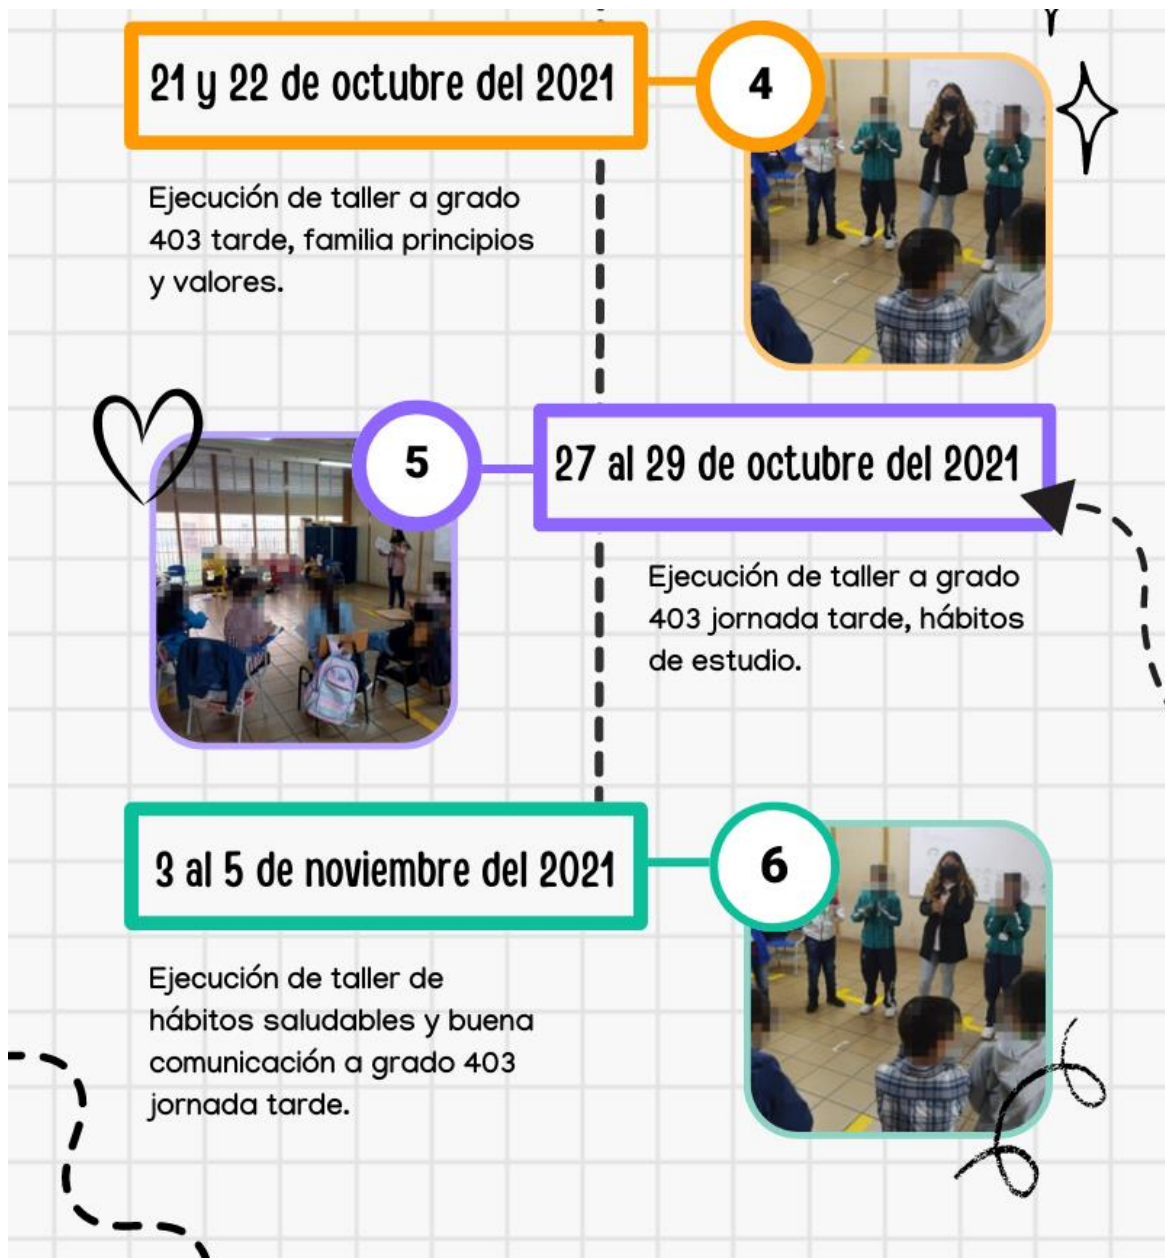 21 y 22 de octubre del 2021
4
Ejecución de taller a grado
403 tarde, familia principios
y valores.
5
27 al 29 de octubre del 2021
Ejecución de taller a grado
403 jornada tarde, hábitos
de estudio.
3 al 5 de noviembre del 2021
6
Ejecución de taller de
hábitos saludables y buena
comunicación a grado 403
jornada tarde.